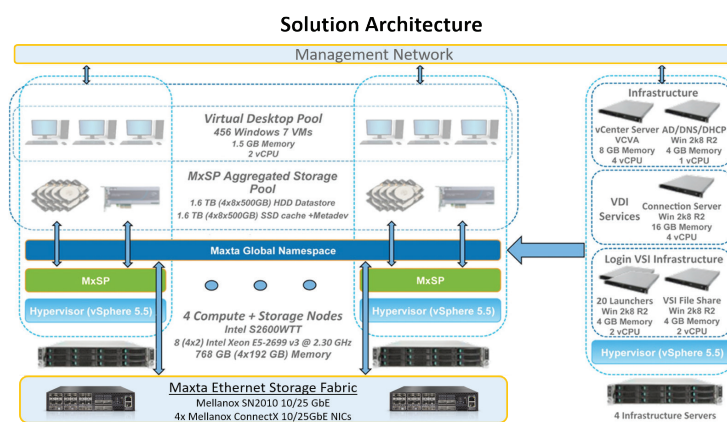 Solution Architecture
Management Network
Virtual Desktop Pool
456 Windows 7 VMs
1.5 GB Memory
2 vCPU
MxSP Aggregated Storage
Pool
1.6 TB (4x8x500GB) HDD Datastore
1.6 TB (4x8x500GB) SSD cache +Metadev
Maxta Global Namespace
MxSP
MxSP
Hypervisor (vSphere 5.5)
Hypervisor (vSphere 5.5)
4 Compute + Storage Nodes
Intel S2600WTT
8 (4x2) Intel Xeon E5-2699 v3 @ 2.30 GHz
768 GB (4x192 GB) Memory
Maxta Ethernet Storage Fabric
Mellanox SN2010 10/25 GbE
4x Mellanox ConnectX 10/25GbE NICs
Infrastructure
vCenter Server
VCVA
8 GB Memory
4 vCPU
AD/DNS/DHCP
Win 2k8 R2
4 GB Memory
1 vCPU
VDI
Services
Connection Server
Win 2k8 R2
16 GB Memory
4 vCPU
Login VSI Infrastructure
20 Launchers
Win 2k8 R2
4 GB Memory
2 vCPU
VSI File Share
Win 2k8 R2
4 GB Memory
2 vCPU
Hypervisor (vSphere 5.5)
4 Infrastructure Servers